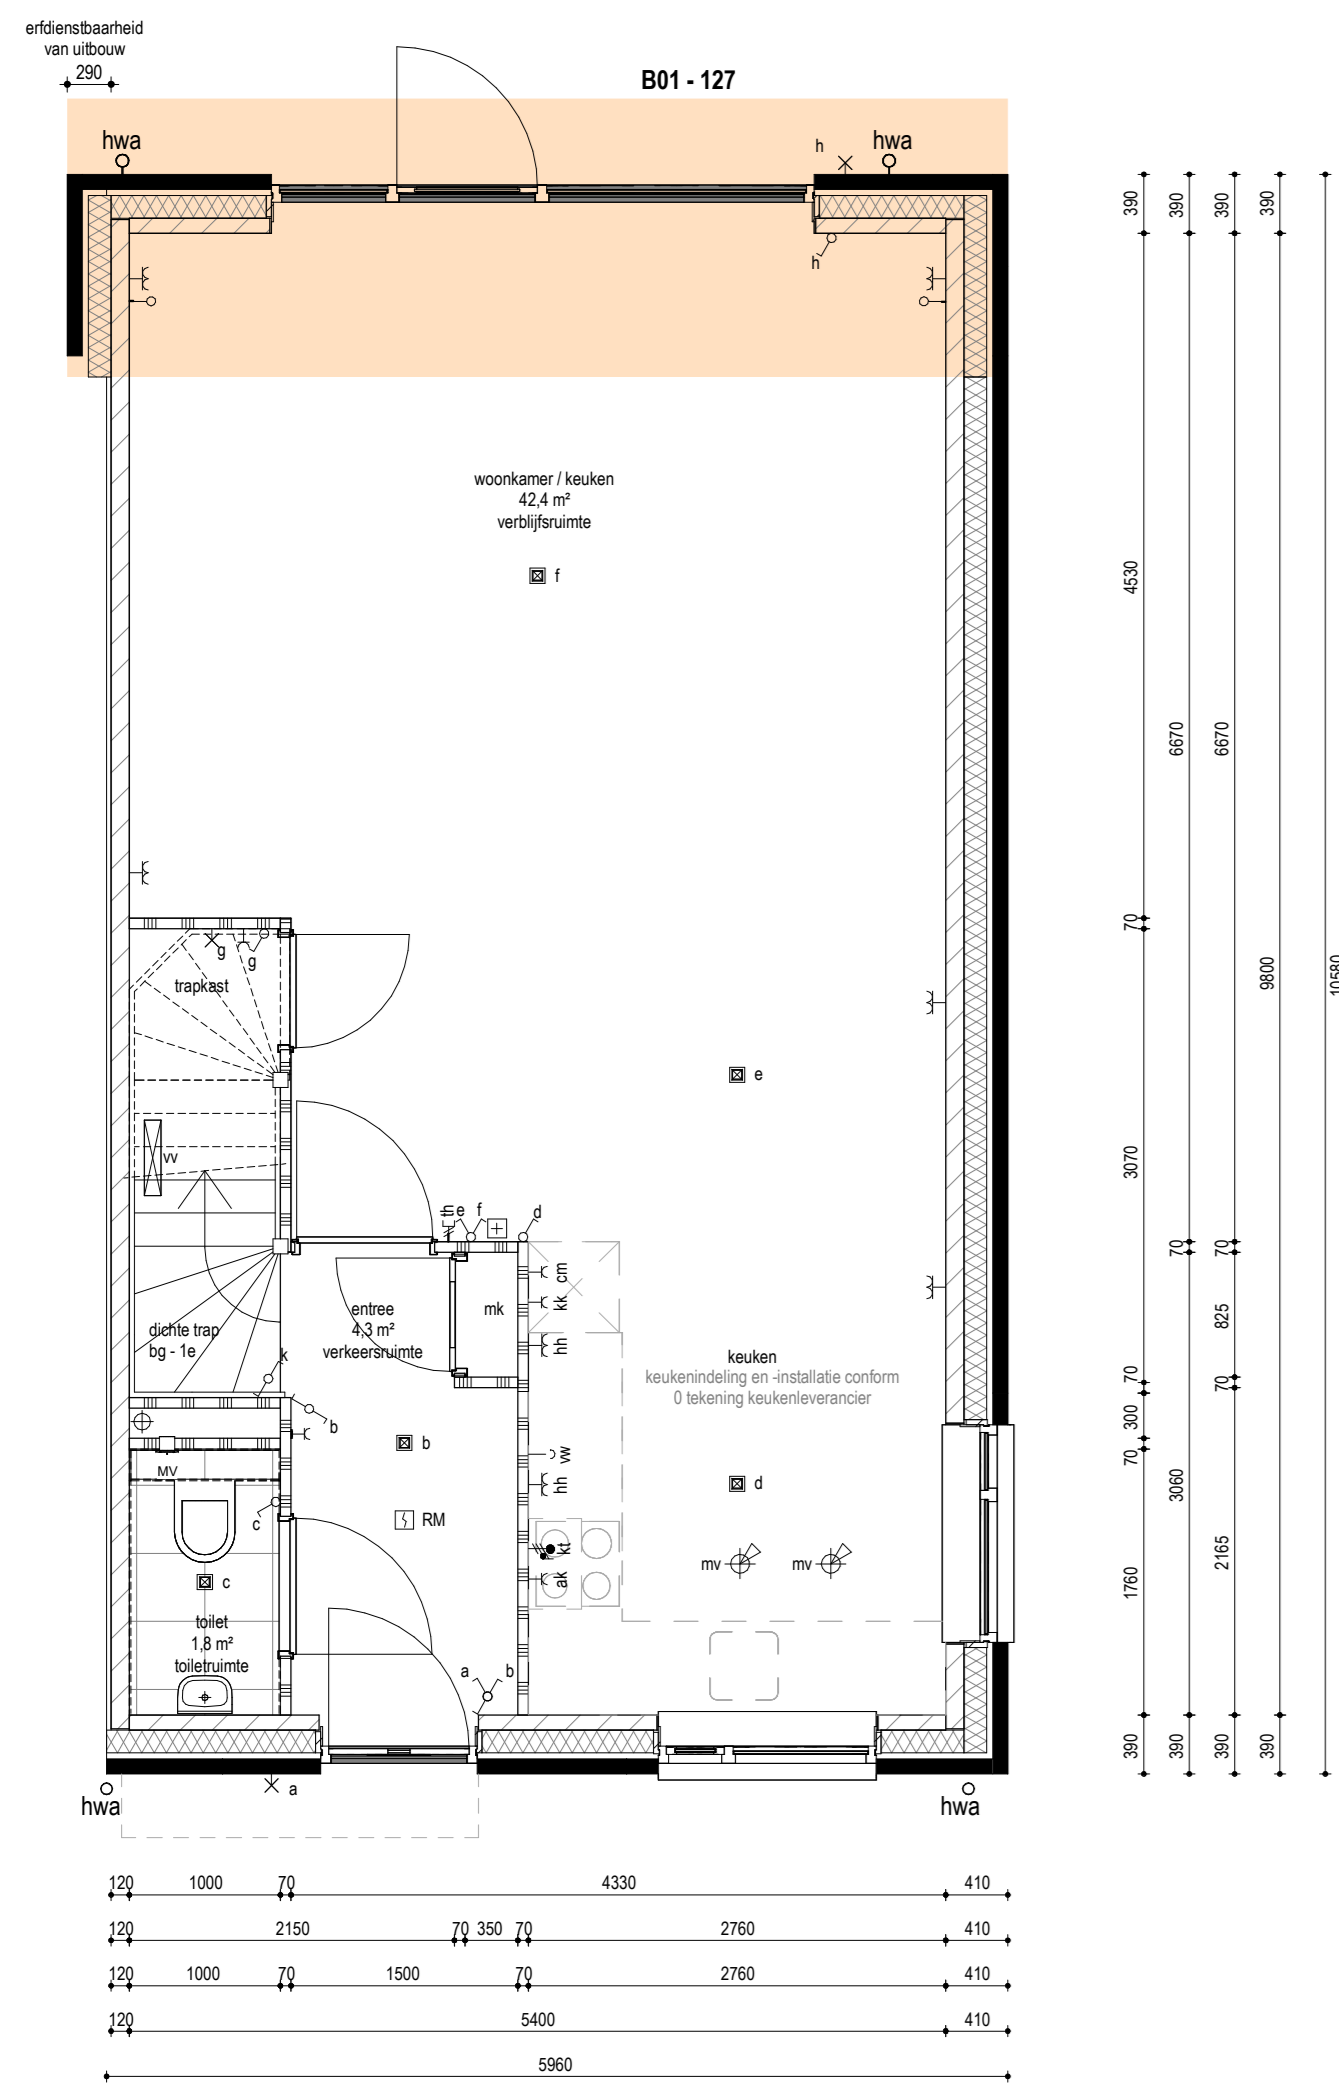 erfdienstbaarheid
van uitbouw
290
B01 - 127
hwa
h
hwa
h
woonkamer / keuken
42,4 m²
verblijfsruimte
f
g
g
trapkast
e
vv
th
e
f
d
cm
kk
hh
mk
entree
4,3 m²
verkeersruimte
dichte trap
bg - 1e
k
b
keuken
keukenindeling en -installatie conform
0 tekening keukenleverancier
b
MV
vw
hh
d
c
RM
kt
ak
mv
mv
c
toilet
1,8 m²
toiletruimte
a
b
a
hwa
hwa
390
390
390
390
4530
6670
6670
9800
10580
70
3070
70
70
825
70
70
300
70
3060
2165
1760
390
390
390
390
120 1000 70 4330 410
120 2150 70 350 70 2760 410
120 1000 70 1500 70 2760 410
120 5400 410
5960